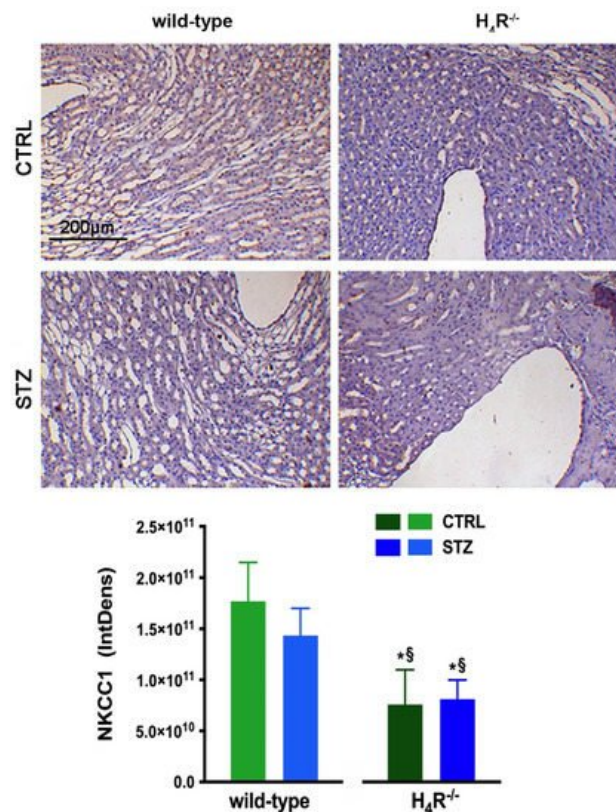 wild-type
H₄R⁻/⁻
CTRL
200µm
STZ
2.5×10¹¹
2.0×10¹¹
1.5×10¹¹
1.0×10¹¹
5.0×10¹⁰
0.0
NKCC1 (IntDens)
CTRL
STZ
*§
*§
wild-type
H₄R⁻/⁻